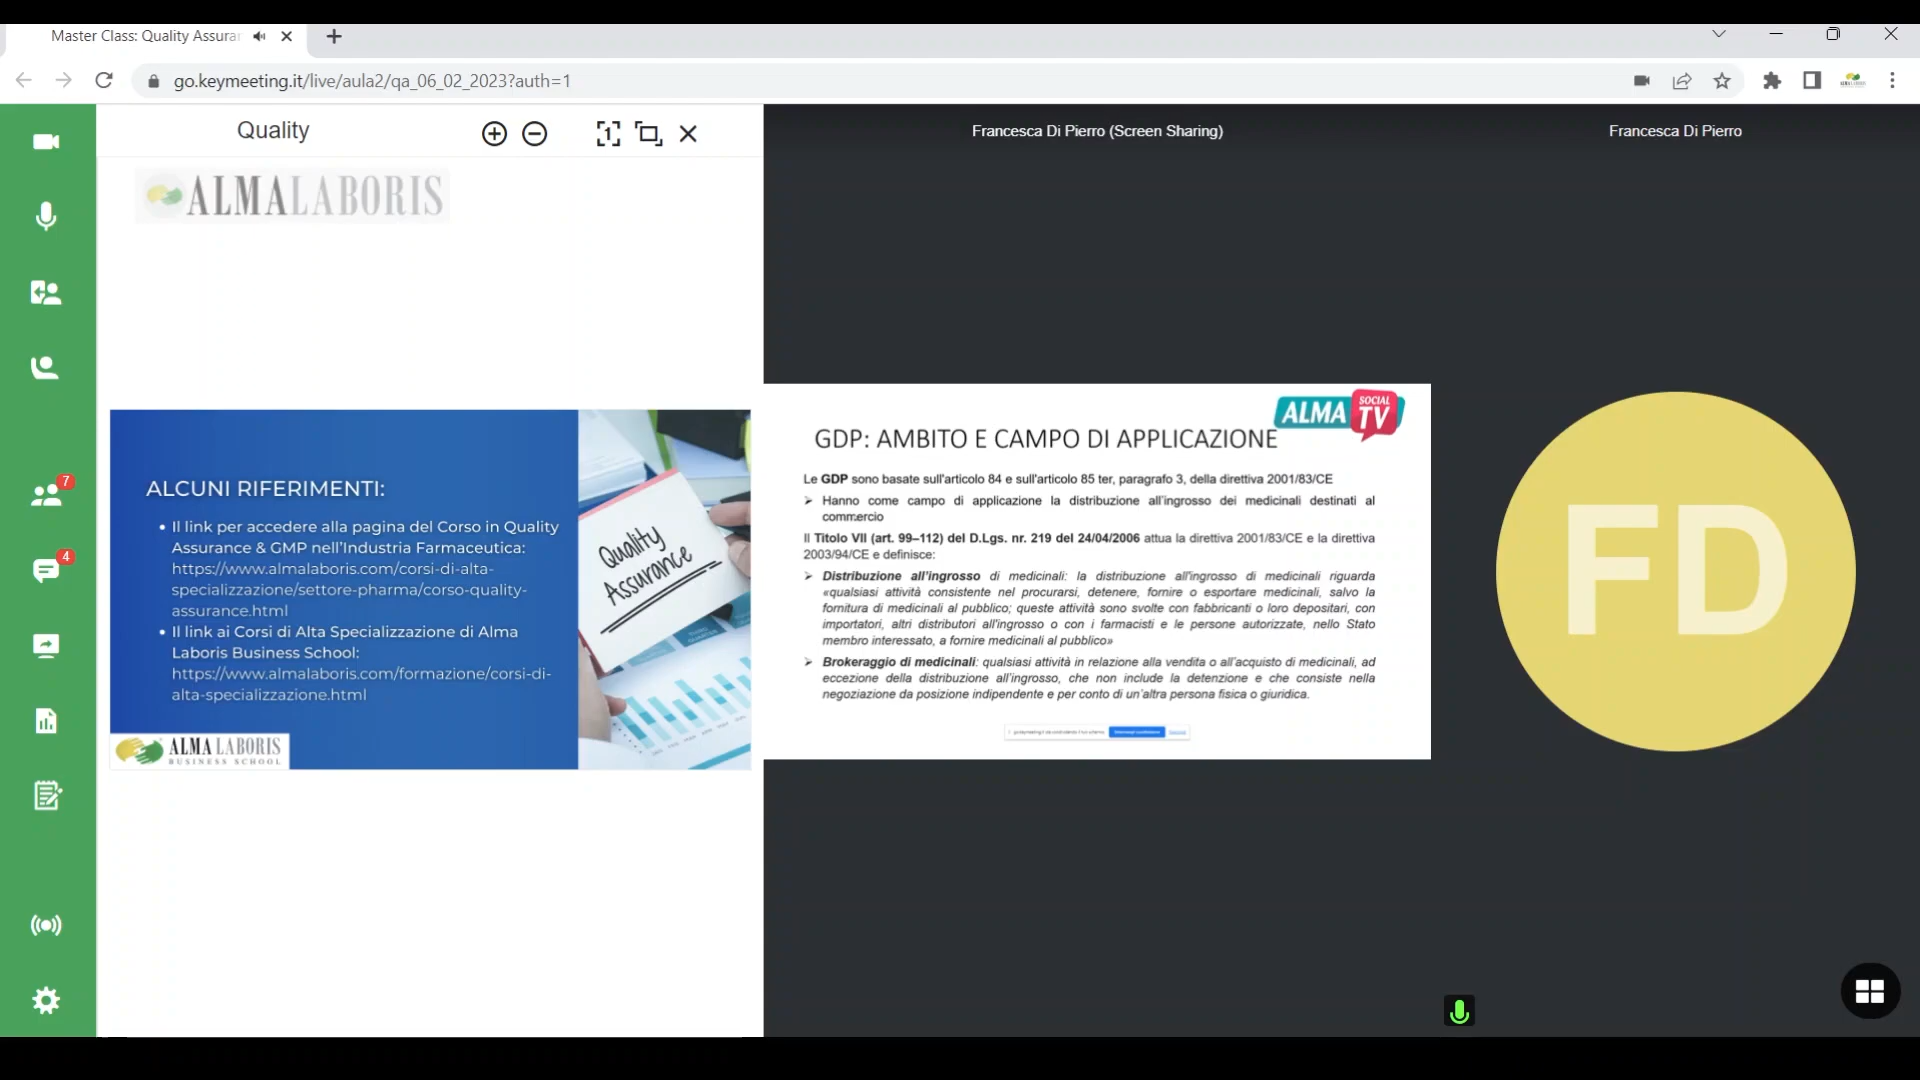 Master Class: Quality Assurar
go.keymeeting.it/live/aula2/qa_06_02_2023?auth=1
Quality
ALMALABORIS
ALCUNI RIFERIMENTI:
• Il link per accedere alla pagina del Corso in Quality
Assurance & GMP nell'Industria Farmaceutica:
https://www.almalaboris.com/corsi-di-alta-
specializzazione/settore-pharma/corso-quality-
assurance.html
• Il link ai Corsi di Alta Specializzazione di Alma
Laboris Business School:
https://www.almalaboris.com/formazione/corsi-di-
alta-specializzazione.html
ALMA LABORIS
BUSINESS SCHOOL
Quality
Assurance
Francesca Di Pierro (Screen Sharing)
ALMA SOCIAL TV
GDP: AMBITO E CAMPO DI APPLICAZIONE
Le GDP sono basate sull'articolo 84 e sull'articolo 85 ter, paragrafo 3, della direttiva 2001/83/CE
➢ Hanno come campo di applicazione la distribuzione all'ingrosso dei medicinali destinati al
commercio
Il Titolo VII (art. 99–112) del D.Lgs. nr. 219 del 24/04/2006 attua la direttiva 2001/83/CE e la direttiva
2003/94/CE e definisce:
➢ Distribuzione all'ingrosso di medicinali: la distribuzione all'ingrosso di medicinali riguarda
«qualsiasi attività consistente nel procurarsi, detenere, fornire o esportare medicinali, salvo la
fornitura di medicinali al pubblico; queste attività sono svolte con fabbricanti o loro depositari, con
importatori, altri distributori all'ingrosso o con i farmacisti e le persone autorizzate, nello Stato
membro interessato, a fornire medicinali al pubblico»
➢ Brokeraggio di medicinali: qualsiasi attività in relazione alla vendita o all'acquisto di medicinali, ad
eccezione della distribuzione all'ingrosso, che non include la detenzione e che consiste nella
negoziazione da posizione indipendente e per conto di un'altra persona fisica o giuridica.
Francesca Di Pierro
FD
7
4